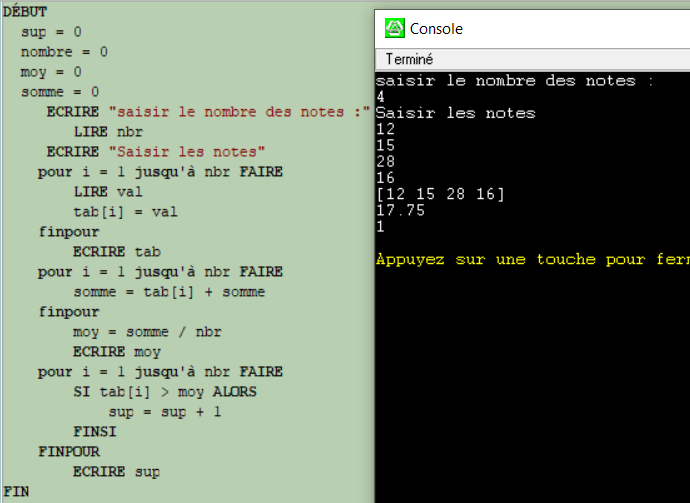 DÉBUT
sup = 0
nombre = 0
moy = 0
somme = 0
ECRIRE "saisir le nombre des notes :"
LIRE nbr
ECRIRE "Saisir les notes"
pour i = 1 jusqu'à nbr FAIRE
LIRE val
tab[i] = val
finpour
ECRIRE tab
pour i = 1 jusqu'à nbr FAIRE
somme = tab[i] + somme
finpour
moy = somme / nbr
ECRIRE moy
pour i = 1 jusqu'à nbr FAIRE
SI tab[i] > moy ALORS
sup = sup + 1
FINSI
FINPOUR
ECRIRE sup
FIN
Console
Terminé
saisir le nombre des notes :
4
Saisir les notes
12
15
28
16
[12 15 28 16]
17.75
1
Appuyez sur une touche pour